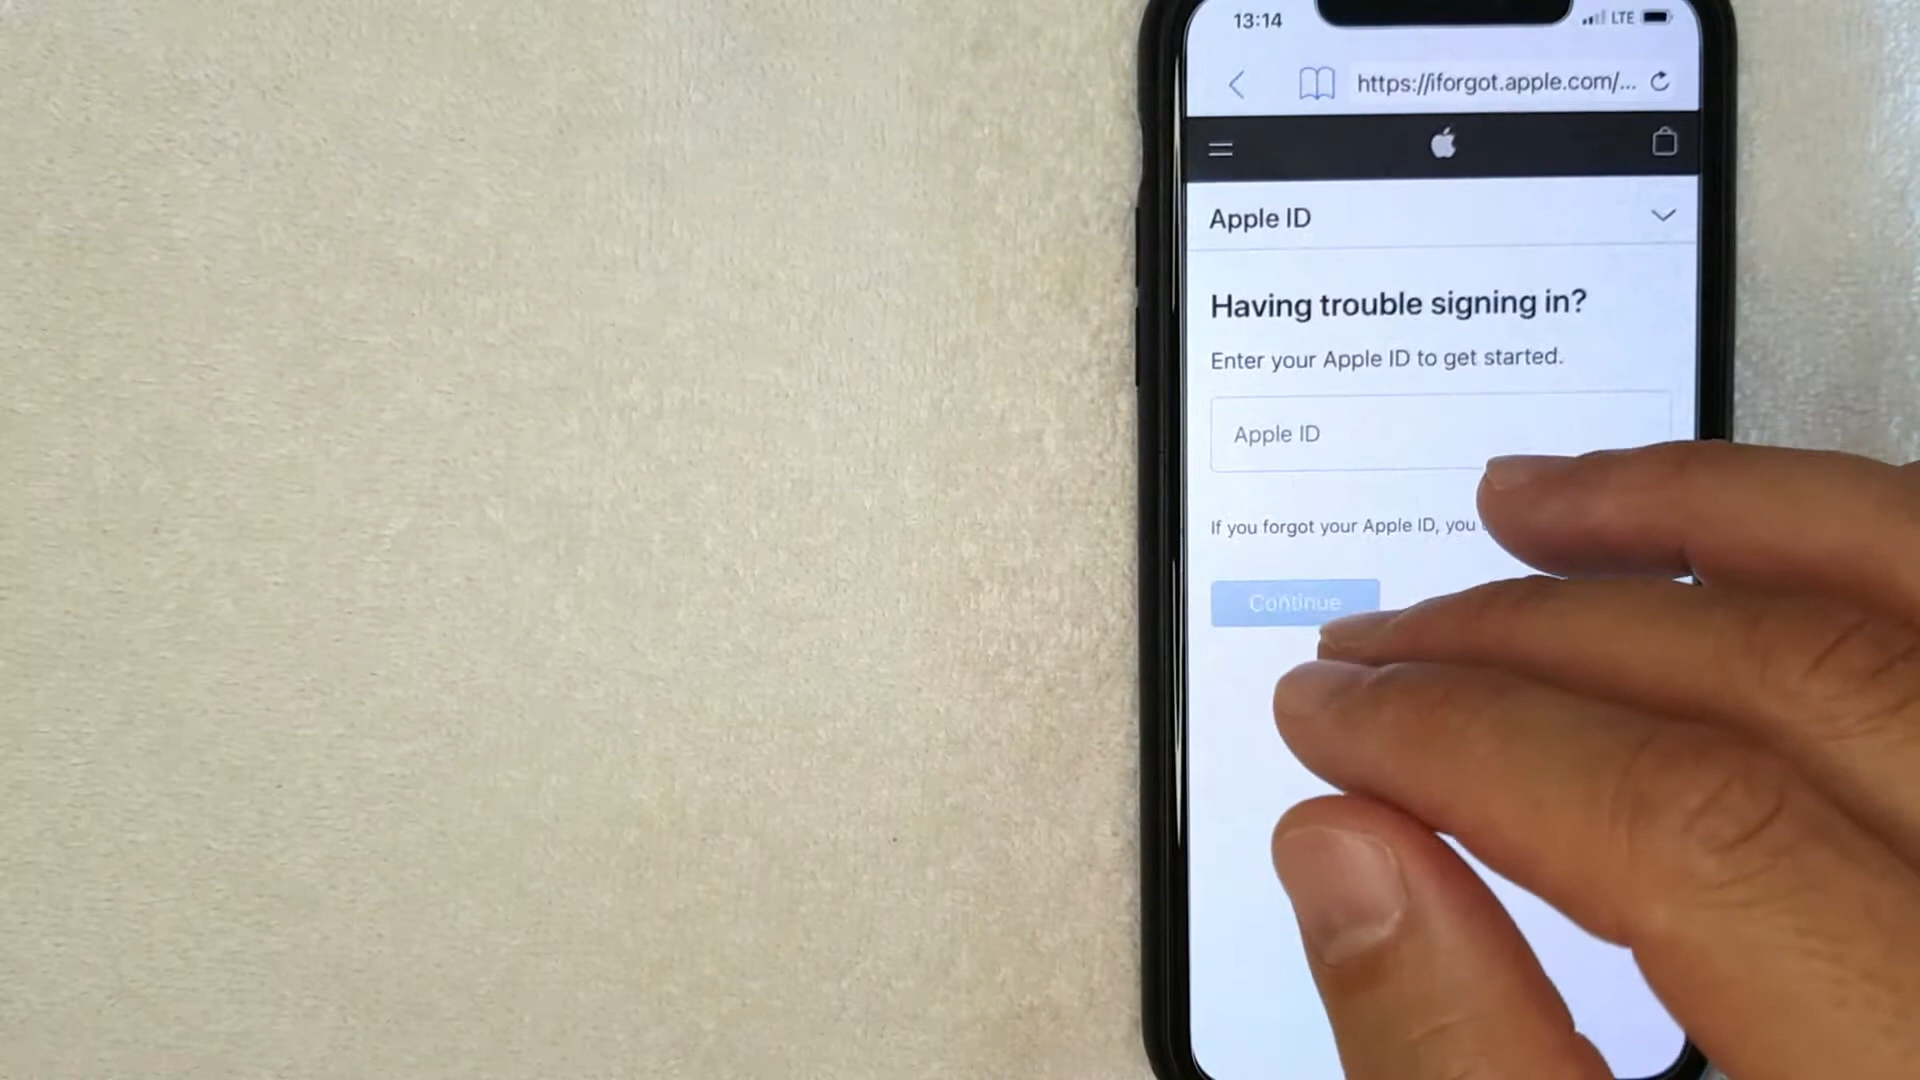 13:14
LTE
https://iforgot.apple.com/...
Apple ID
Having trouble signing in?
Enter your Apple ID to get started.
Apple ID
If you forgot your Apple ID, you
Continue